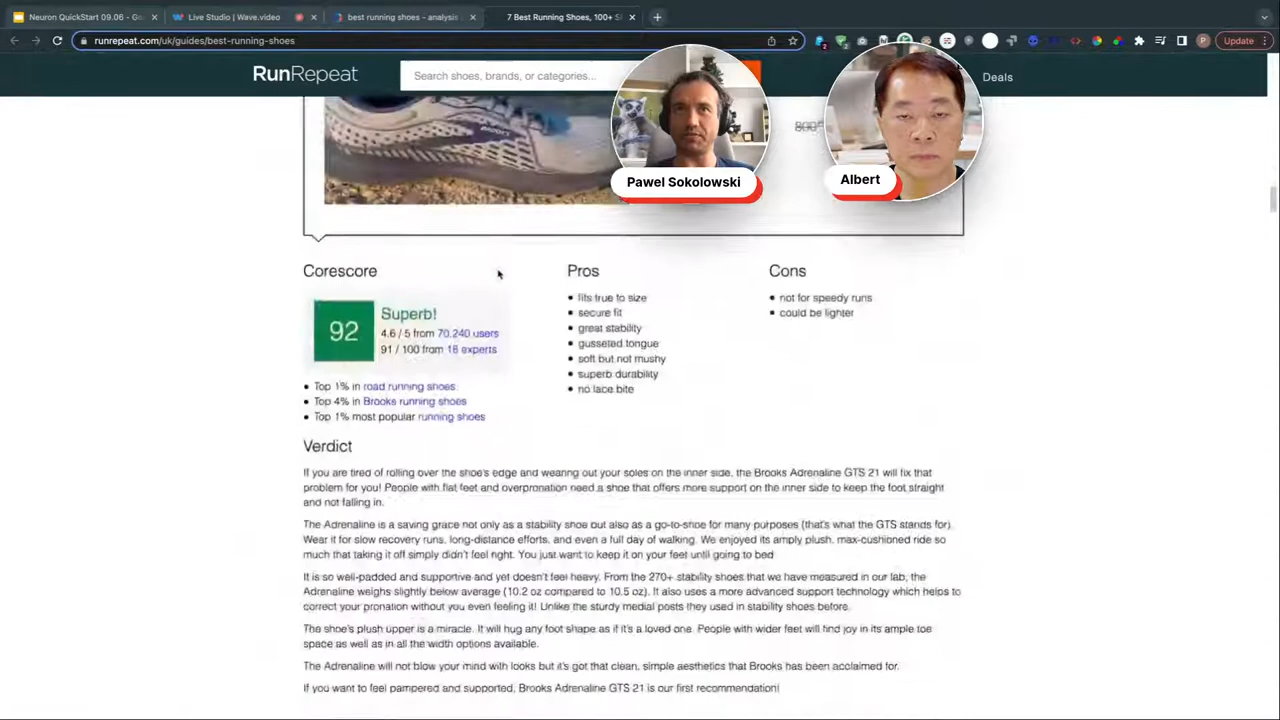 Neuron QuickStart 09.06 - G
Live Studio | Wave.video
best running shoes - analysis
7 Best Running Shoes, 100+ S
runrepeat.com/uk/guides/best-running-shoes
P
Update
RunRepeat
Search shoes, brands, or categories...
Deals
Pawel Sokolowski
Albert
Corescore
92
Superb!
4.6 / 5 from 70,240 users
91 / 100 from 16 experts
Top 1% in road running shoes
Top 4% in Brooks running shoes
Top 1% most popular running shoes
Pros
fits true to size
secure fit
great stability
gusseted tongue
soft but not mushy
superb durability
no lace bite
Cons
not for speedy runs
could be lighter
Verdict
If you are tired of rolling over the shoe's edge and wearing out your soles on the inner side, the Brooks Adrenaline GTS 21 will fix that
problem for you! People with flat feet and overpronation need a shoe that offers more support on the inner side to keep the foot straight
and not falling in.
The Adrenaline is a saving grace not only as a stability shoe but also as a go-to-shoe for many purposes (that's what the GTS stands for).
Wear it for slow recovery runs, long-distance efforts, and even a full day of walking. We enjoyed its amply plush, max-cushioned ride so
much that taking it off simply didn't feel right. You just want to keep it on your feet until going to bed
It is so well-padded and supportive and yet doesn't feel heavy. From the 270+ stability shoes that we have measured in our lab, the
Adrenaline weighs slightly below average (10.2 oz compared to 10.5 oz). It also uses a more advanced support technology which helps to
correct your pronation without you even feeling it! Unlike the sturdy medial posts they used in stability shoes before.
The shoe's plush upper is a miracle. It will hug any foot shape as if it's a loved one. People with wider feet will find joy in its ample toe
space as well as in all the width options available.
The Adrenaline will not blow your mind with looks but it's got that clean, simple aesthetics that Brooks has been acclaimed for.
If you want to feel pampered and supported, Brooks Adrenaline GTS 21 is our first recommendation!